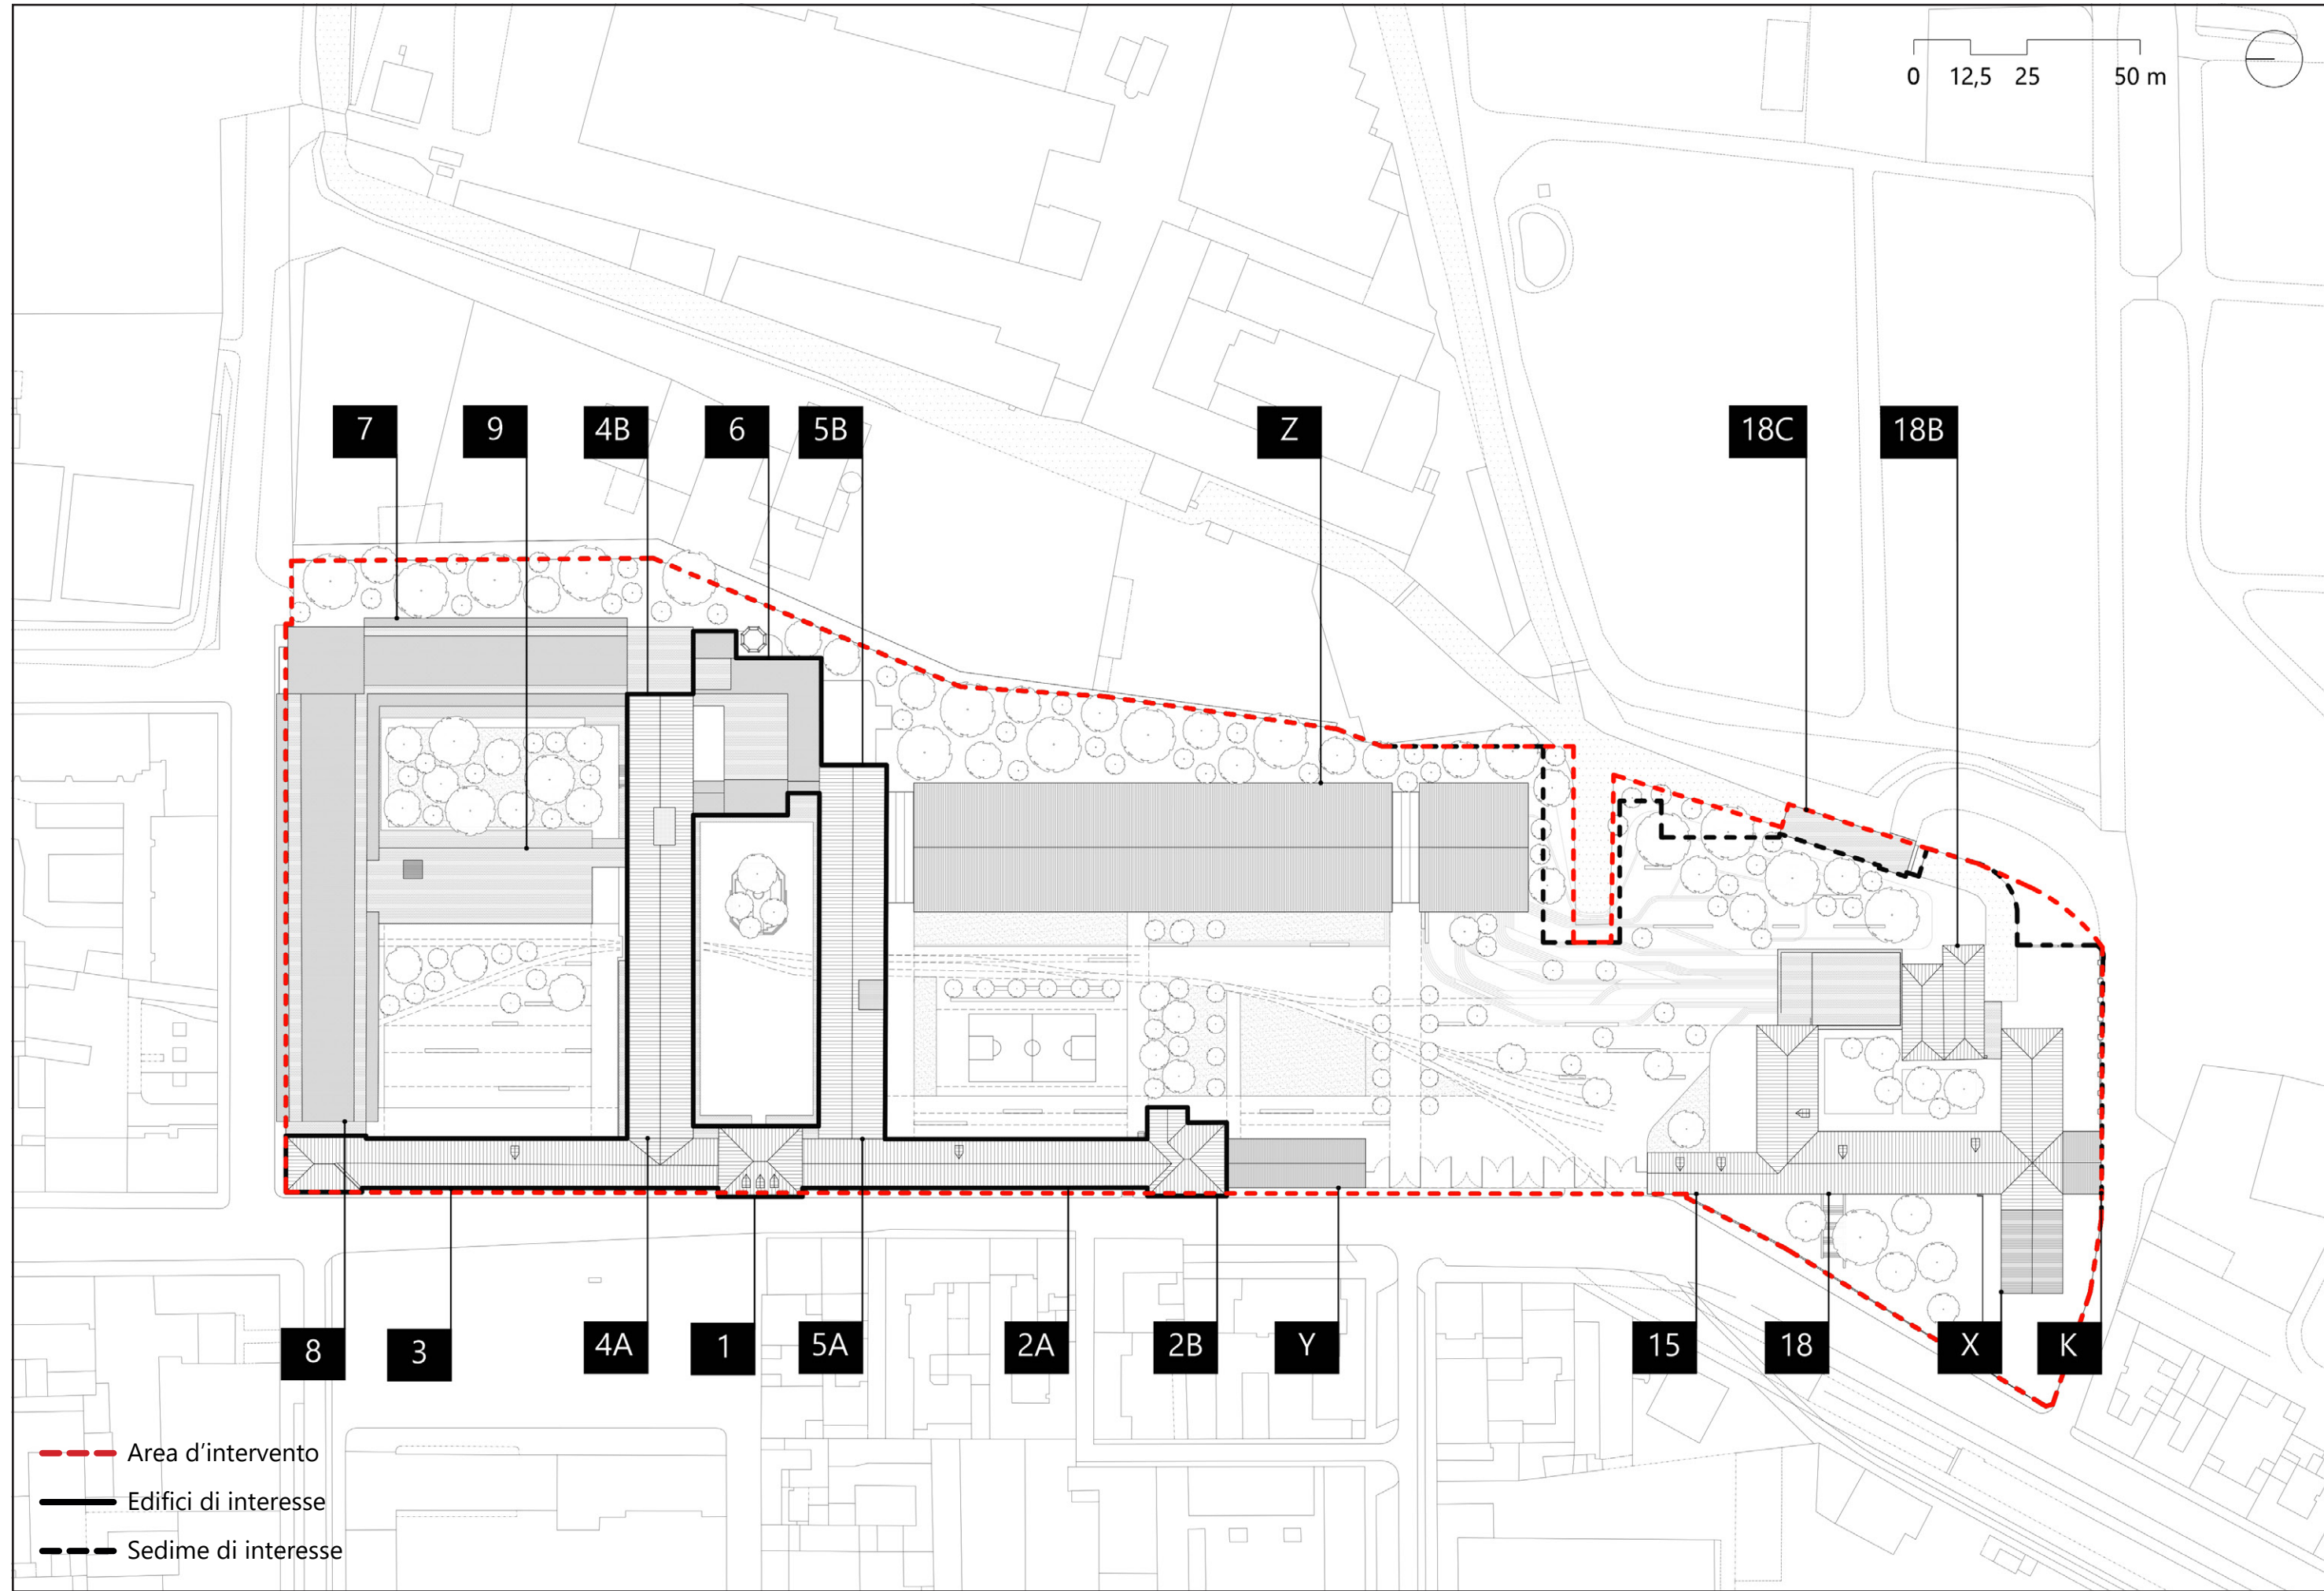 0 12,5 25 50 m
7 9 4B 6 5B Z 18C 18B
8 3 4A 1 5A 2A 2B Y 15 18 X K
Area d’intervento
Edifici di interesse
Sedime di interesse